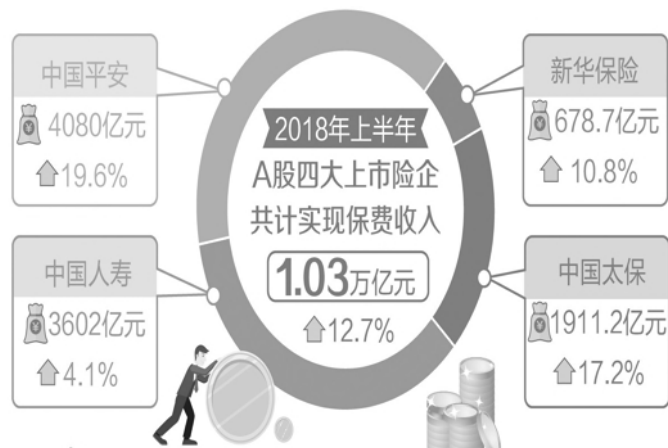 中国平安
4080亿元
19.6%
中国人寿
3602亿元
4.1%
2018年上半年
A股四大上市险企
共计实现保费收入
1.03万亿元
12.7%
新华保险
678.7亿元
10.8%
中国太保
1911.2亿元
17.2%